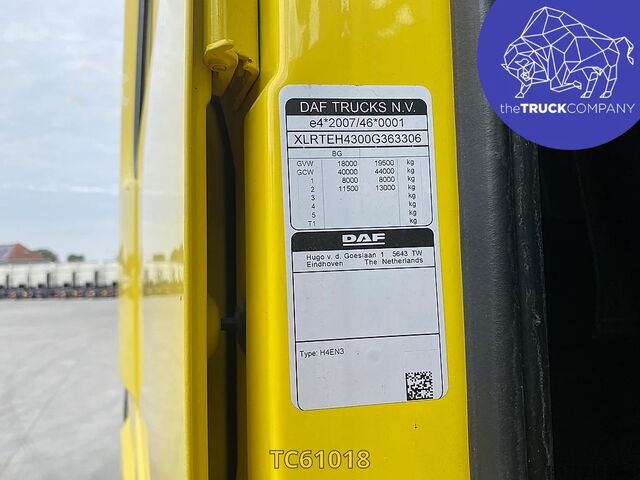 theTRUCKCOMPANY
DAF TRUCKS N.V.
e4*2007/46*0001
XLRTEH4300G363306
BG
GVW 18000 19500 kg
GCW 40000 44000 kg
1 8000 8000 kg
2 11500 13000 kg
3 kg
4 kg
5 kg
T1 kg
DAF
Hugo v. d. Goeslaan 1 5643 TW
Eindhoven The Netherlands
Type: H4EN3
TC61018